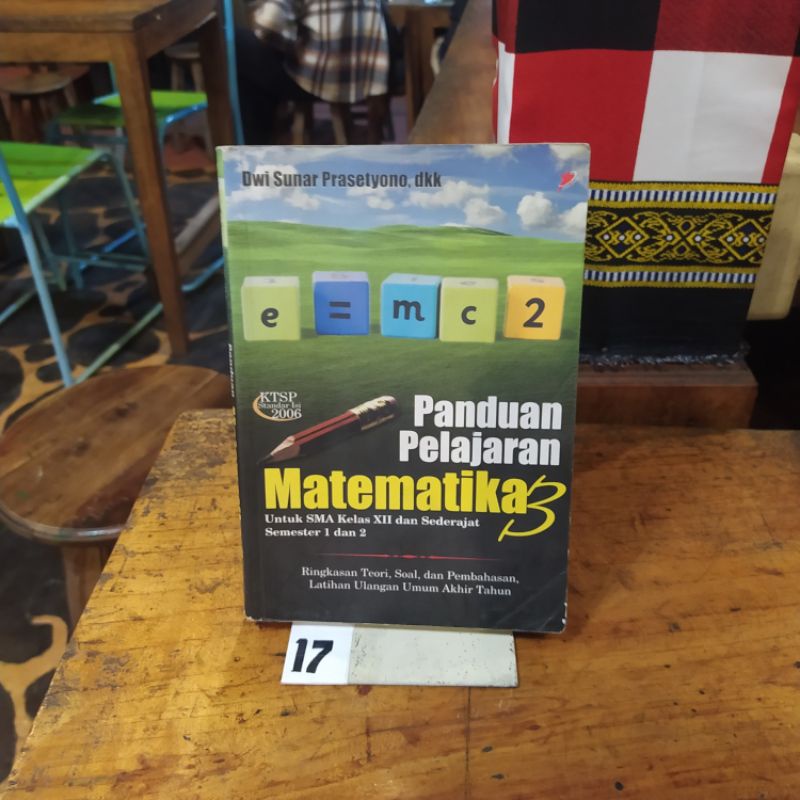 Dwi Sunar Prasetyono, dkk
e = m c 2
KTSP
Standar Isi
2006
Panduan
Pelajaran
Matematika 3
Untuk SMA Kelas XII dan Sederajat
Semester 1 dan 2
Ringkasan Teori, Soal, dan Pembahasan,
Latihan Ulangan Umum Akhir Tahun
17